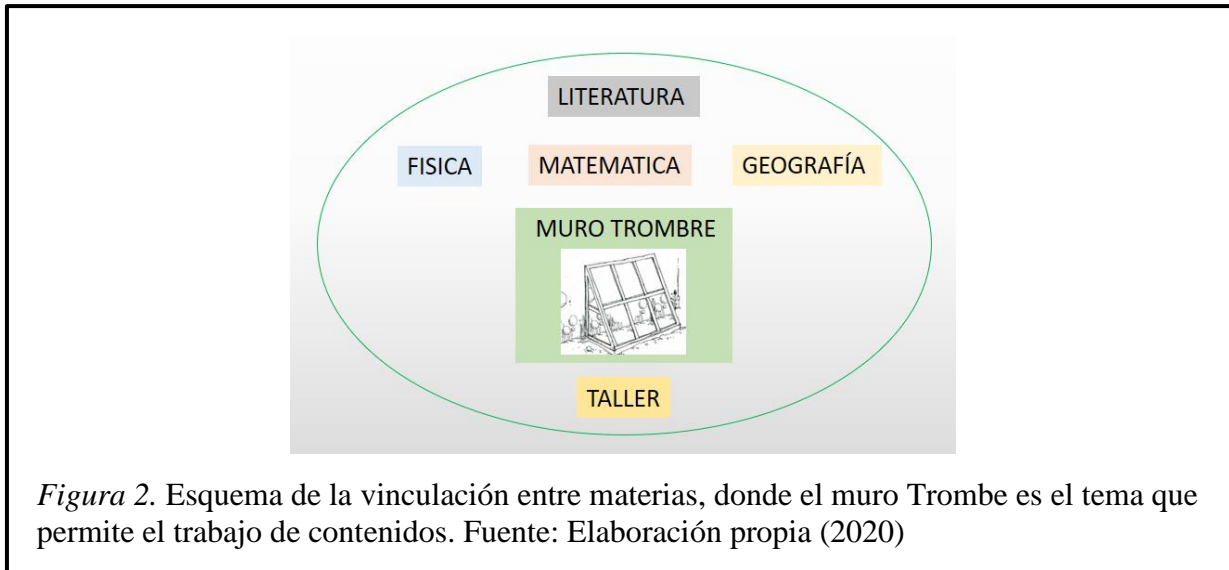 LITERATURA
FISICA MATEMATICA GEOGRAFÍA
MURO TROMBRE
TALLER
Figura 2. Esquema de la vinculación entre materias, donde el muro Trombe es el tema que
permite el trabajo de contenidos. Fuente: Elaboración propia (2020)